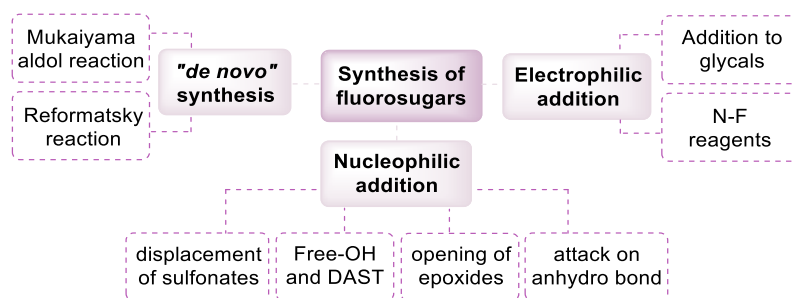 Mukaiyama
aldol reaction
Reformatsky
reaction
"de novo"
synthesis
Synthesis of
fluorosugars
Electrophilic
addition
Addition to
glycals
N-F
reagents
Nucleophilic
addition
displacement
of sulfonates
Free-OH
and DAST
opening of
epoxides
attack on
anhydro bond